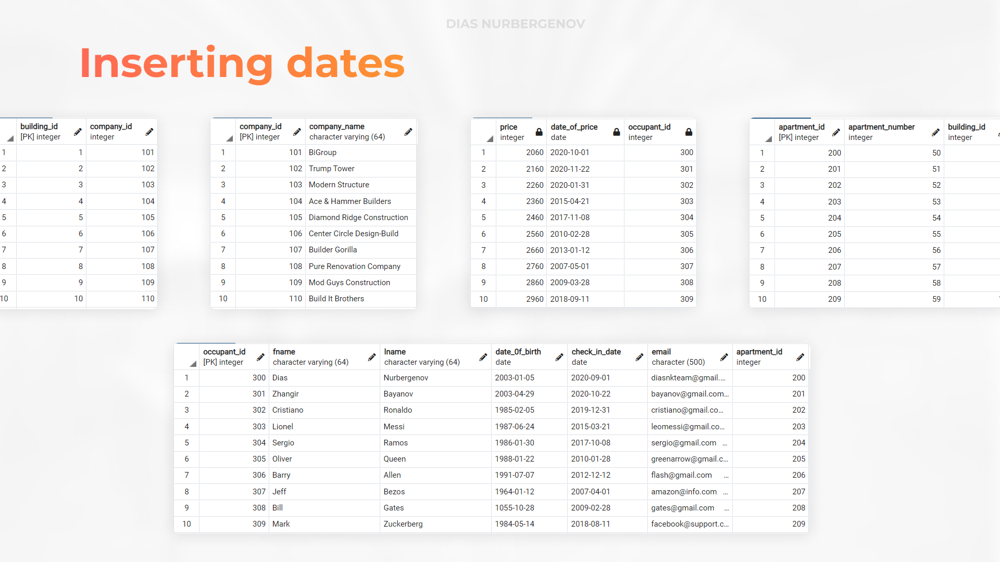 DIAS NURBERGENOV
Inserting dates
building_id company_id
[PK] integer integer
1 1 101
2 2 102
3 3 103
4 4 104
5 5 105
6 6 106
7 7 107
8 8 108
9 9 109
10 10 110
company_id company_name
[PK] integer character varying (64)
1 101 BiGroup
2 102 Trump Tower
3 103 Modern Structure
4 104 Ace & Hammer Builders
5 105 Diamond Ridge Construction
6 106 Center Circle Design-Build
7 107 Builder Gorilla
8 108 Pure Renovation Company
9 109 Mod Guys Construction
10 110 Build It Brothers
price date_of_price occupant_id
integer date integer
1 2060 2020-10-01 300
2 2160 2020-11-22 301
3 2260 2020-01-31 302
4 2360 2015-04-21 303
5 2460 2017-11-08 304
6 2560 2010-02-28 305
7 2660 2013-01-12 306
8 2760 2007-05-01 307
9 2860 2009-03-28 308
10 2960 2018-09-11 309
apartment_id apartment_number building_id
[PK] integer integer integer
1 200 50
2 201 51
3 202 52
4 203 53
5 204 54
6 205 55
7 206 56
8 207 57
9 208 58
10 209 59
occupant_id fname lname date_0f_birth check_in_date email apartment_id
[PK] integer character varying (64) character varying (64) date date character (500) integer
1 300 Dias Nurbergenov 2003-01-05 2020-09-01 diasnkteam@gmail.... 200
2 301 Zhangir Bayanov 2003-04-29 2020-10-22 bayanov@gmail.com... 201
3 302 Cristiano Ronaldo 1985-02-05 2019-12-31 cristiano@gmail.co... 202
4 303 Lionel Messi 1987-06-24 2015-03-21 leomessi@gmail.co... 203
5 304 Sergio Ramos 1986-01-30 2017-10-08 sergio@gmail.com ... 204
6 305 Oliver Queen 1988-01-22 2010-01-28 greenarrow@gmail.c... 205
7 306 Barry Allen 1991-07-07 2012-12-12 flash@gmail.com ... 206
8 307 Jeff Bezos 1964-01-12 2007-04-01 amazon@info.com ... 207
9 308 Bill Gates 1055-10-28 2009-02-28 gates@gmail.com ... 208
10 309 Mark Zuckerberg 1984-05-14 2018-08-11 facebook@support.c... 209